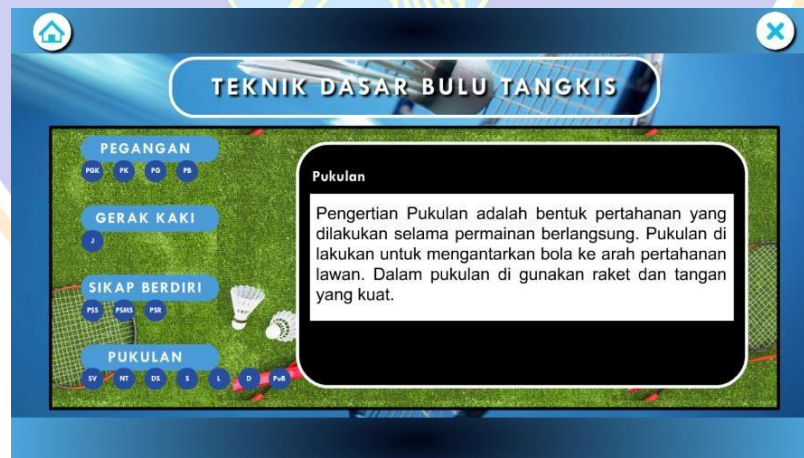 TEKNIK DASAR BULU TANGKIS
PEGANGAN
PGK PK PG PB
GERAK KAKI
J
SIKAP BERDIRI
PSS PSMS PSR
PUKULAN
SV NT DS S L D PuB
Pukulan
Pengertian Pukulan adalah bentuk pertahanan yang
dilakukan selama permainan berlangsung. Pukulan di
lakukan untuk mengantarkan bola ke arah pertahanan
lawan. Dalam pukulan di gunakan raket dan tangan
yang kuat.